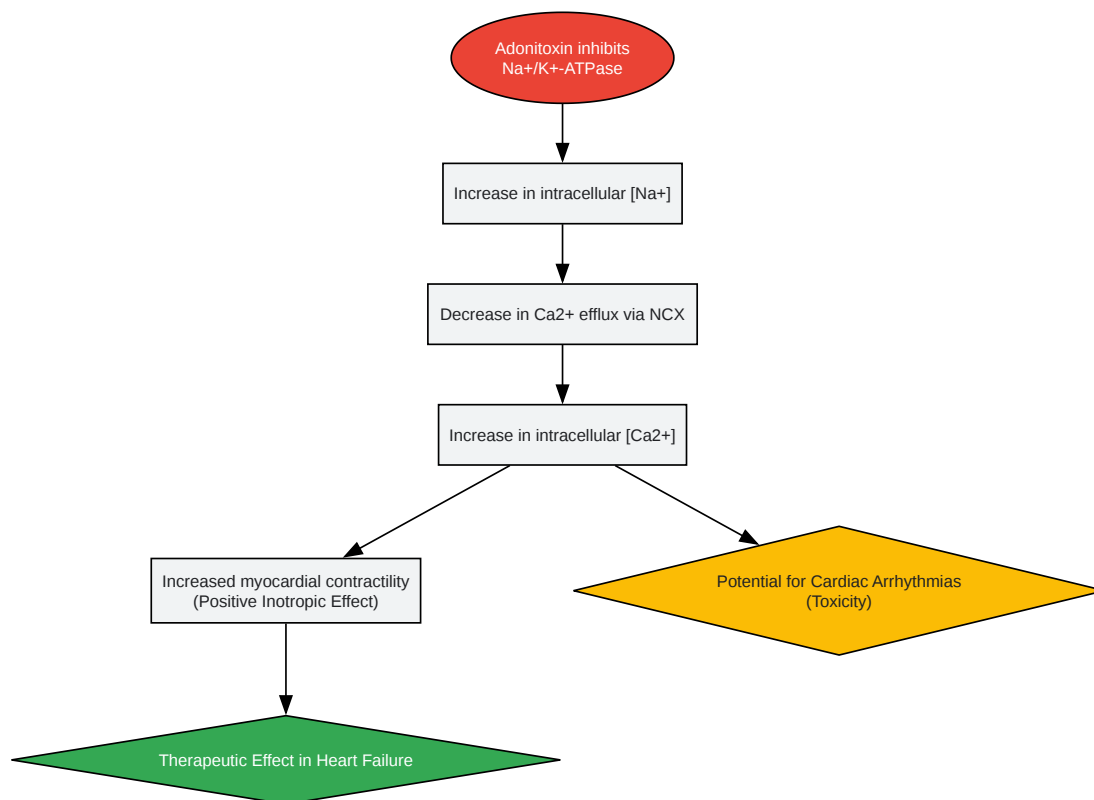 Adonitoxin inhibits
Na+/K+-ATPase
Increase in intracellular [Na+]
Decrease in Ca2+ efflux via NCX
Increase in intracellular [Ca2+]
Increased myocardial contractility
(Positive Inotropic Effect)
Potential for Cardiac Arrhythmias
(Toxicity)
Therapeutic Effect in Heart Failure